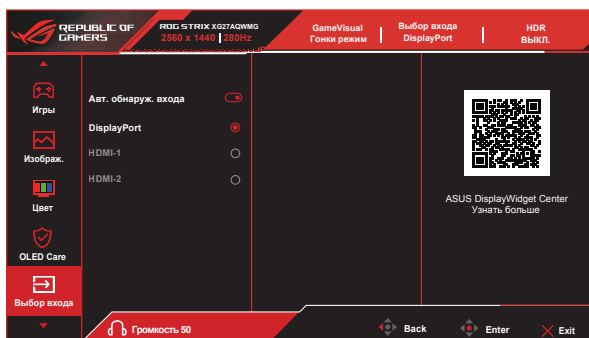 REPUBLIC OF
GAMERS
ROG STRIX XG27AQWMG
2560 x 1440 280Hz
GameVisual
Гонки режим
Выбор входа
DisplayPort
HDR
ВЫКЛ.
Игры
Изображ.
Цвет
OLED Care
Выбор входа
Авт. обнаруж. входа
DisplayPort
HDMI-1
HDMI-2
ASUS DisplayWidget Center
Узнать больше
Громкость 50
Back
Enter
Exit